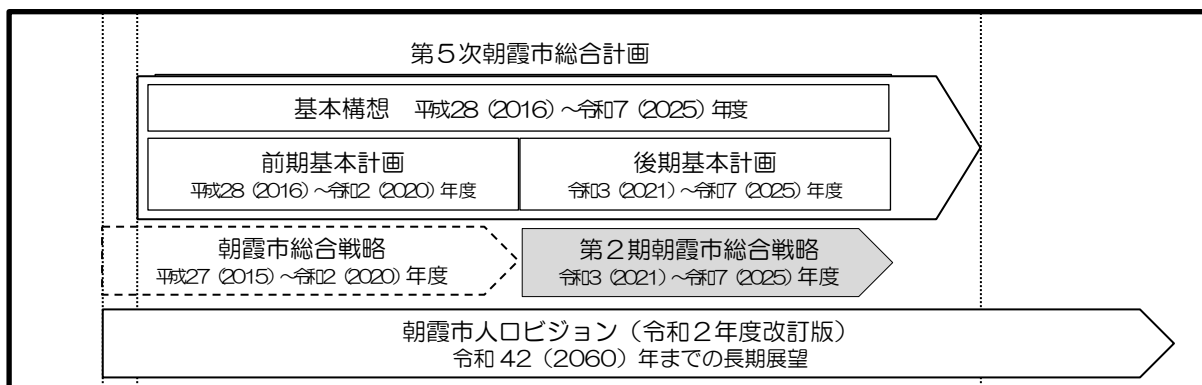 第5次朝霞市総合計画
基本構想 平成28（2016）～令和7（2025）年度
前期基本計画
平成28（2016）～令和2（2020）年度
後期基本計画
令和3（2021）～令和7（2025）年度
朝霞市総合戦略
平成27（2015）～令和2（2020）年度
第2期朝霞市総合戦略
令和3（2021）～令和7（2025）年度
朝霞市人口ビジョン（令和2年度改訂版）
令和42（2060）年までの長期展望